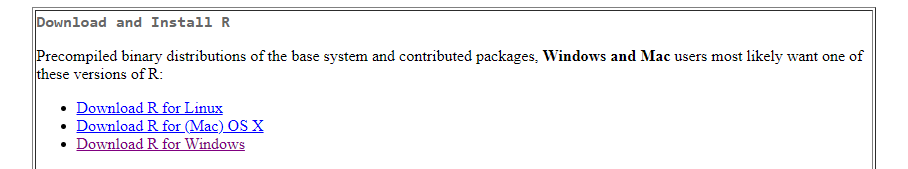 Download and Install R
Precompiled binary distributions of the base system and contributed packages, Windows and Mac users most likely want one of
these versions of R:
Download R for Linux
Download R for (Mac) OS X
Download R for Windows